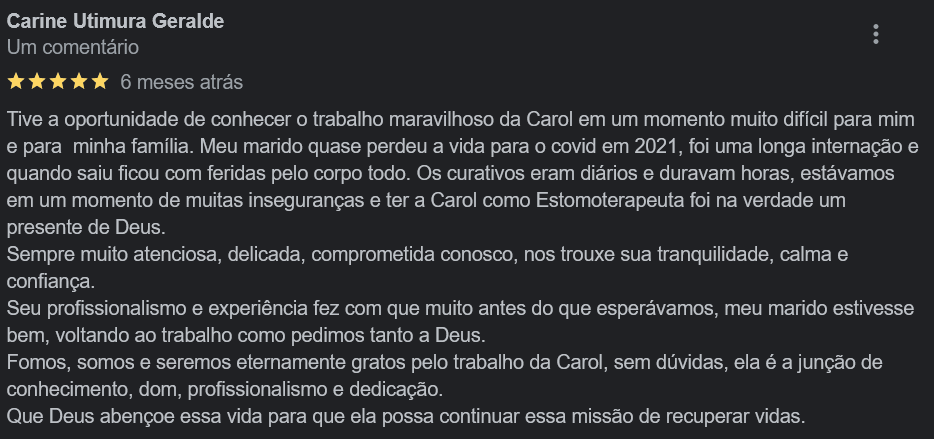 Carine Utimura Geralde
Um comentário
6 meses atrás
Tive a oportunidade de conhecer o trabalho maravilhoso da Carol em um momento muito difícil para mim
e para  minha família. Meu marido quase perdeu a vida para o covid em 2021, foi uma longa internação e
quando saiu ficou com feridas pelo corpo todo. Os curativos eram diários e duravam horas, estávamos
em um momento de muitas inseguranças e ter a Carol como Estomoterapeuta foi na verdade um
presente de Deus.
Sempre muito atenciosa, delicada, comprometida conosco, nos trouxe sua tranquilidade, calma e
confiança.
Seu profissionalismo e experiência fez com que muito antes do que esperávamos, meu marido estivesse
bem, voltando ao trabalho como pedimos tanto a Deus.
Fomos, somos e seremos eternamente gratos pelo trabalho da Carol, sem dúvidas, ela é a junção de
conhecimento, dom, profissionalismo e dedicação.
Que Deus abençoe essa vida para que ela possa continuar essa missão de recuperar vidas.